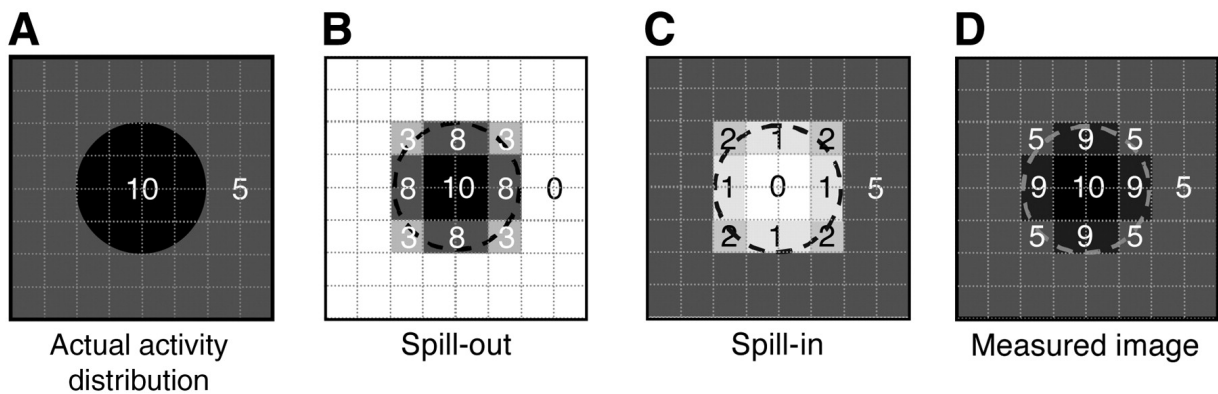 A
B
C
D
10
5
3 8 3
8 10 8 0
3 8 3
2 1 2
1 0 1 5
2 1 2
5 9 5
9 10 9 5
5 9 5
Actual activity
distribution
Spill-out
Spill-in
Measured image